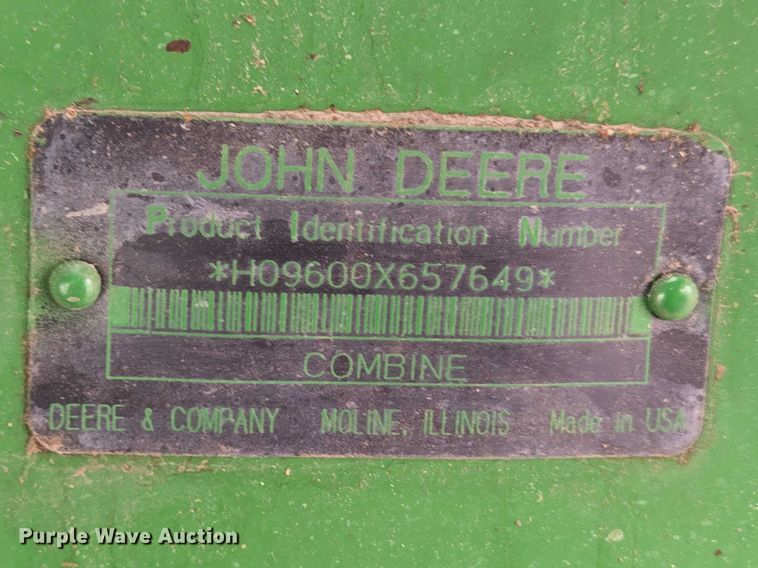 JOHN DEERE
Product Identification Number
*H09600X657649*
COMBINE
DEERE & COMPANY MOLINE, ILLINOIS Made in USA
Purple Wave Auction